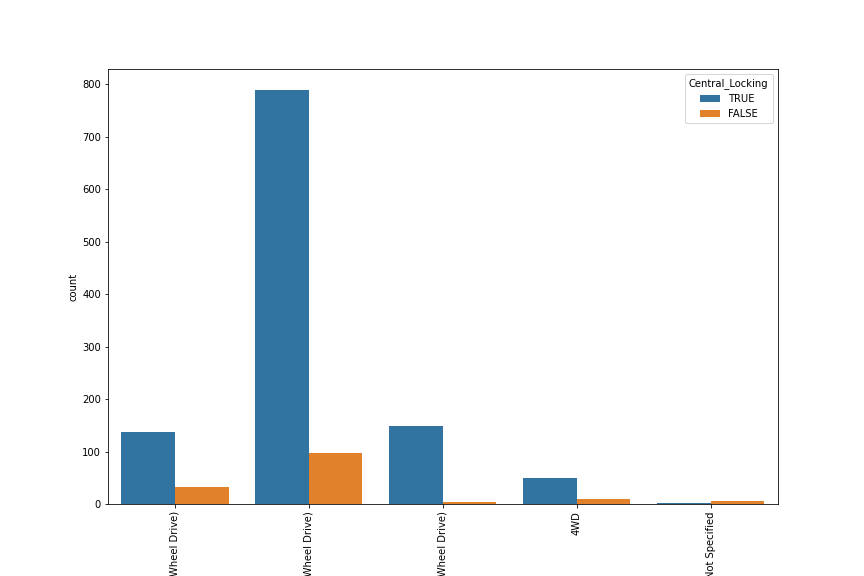 Central_Locking
TRUE
FALSE
800
700
600
500
400
300
200
100
0
count
Wheel Drive)
Wheel Drive)
Wheel Drive)
4WD
Not Specified